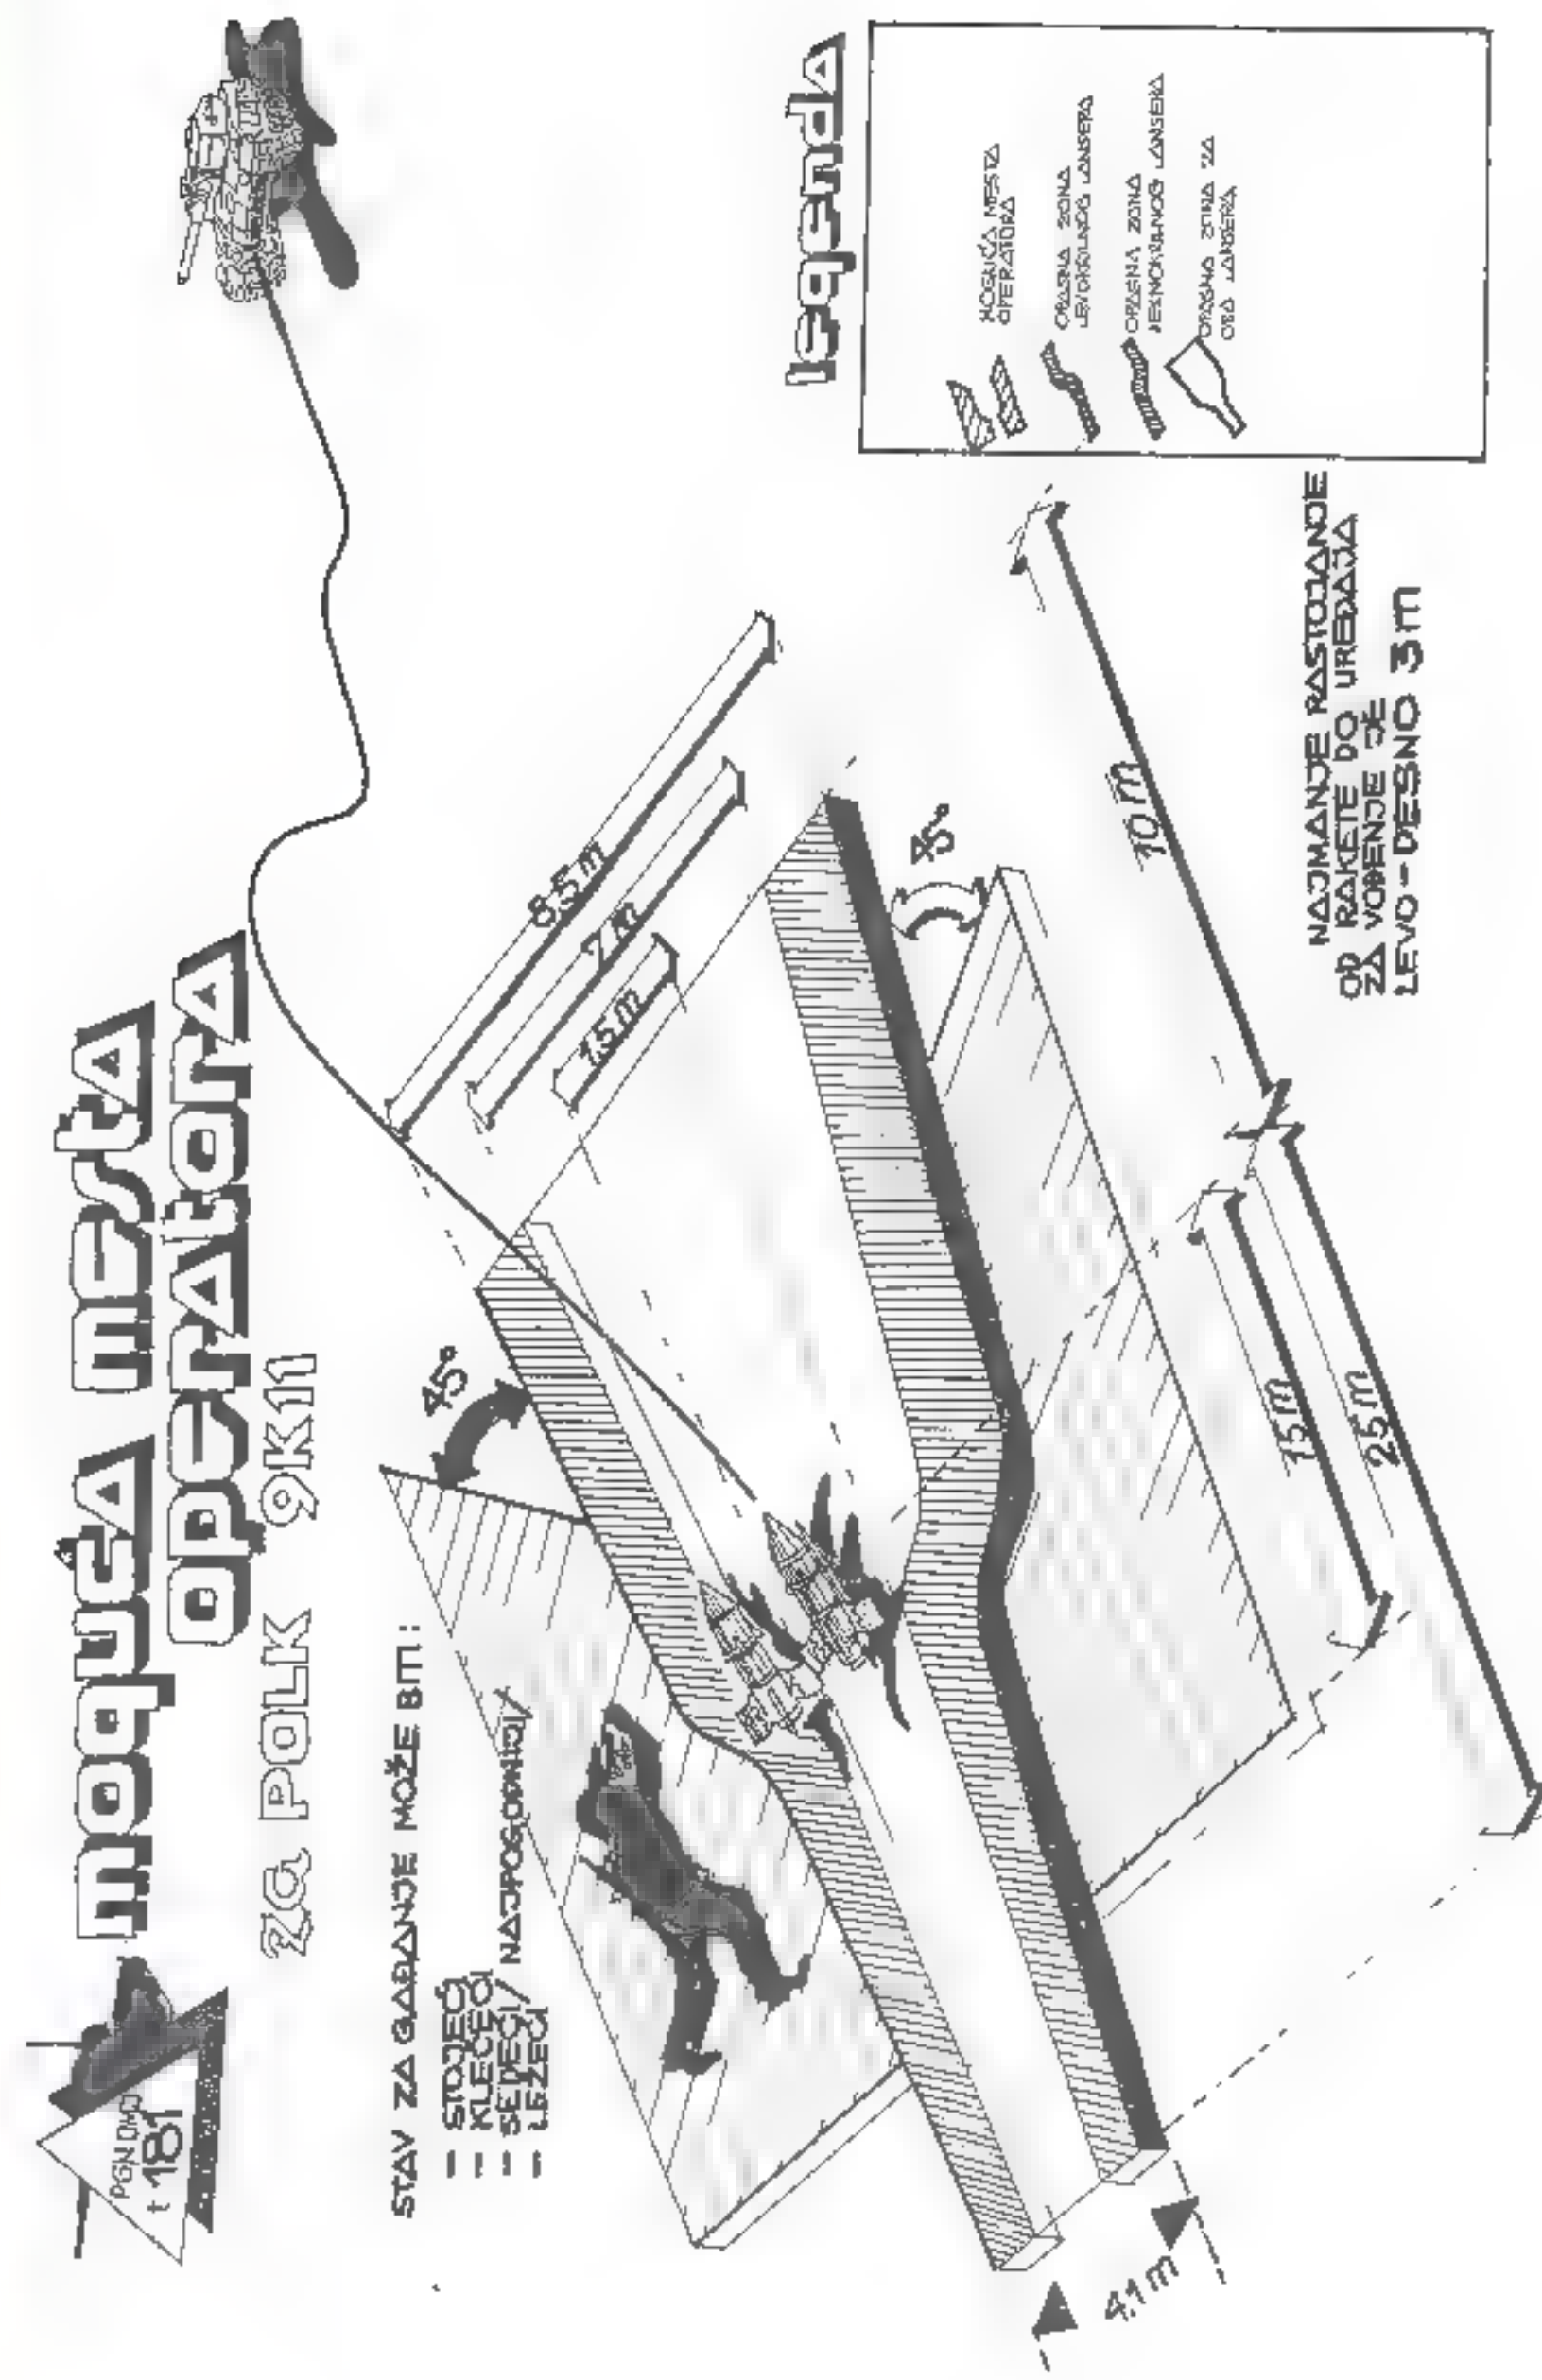 PGN OMJ
t 181
moguća mesta
operatora
za POLK 9K11
STAV ZA GAĐANJE MOŽE BITI:
— STOJEĆI
— KLEČEĆI
— SEDEĆI / NAJPOGODNIJI /
— LEŽEĆI
45°
8,5 m
7 m
1,5 m
45°
10 m
15 m
25 m
4,1 m
NAJMANJE RASTOJANJE
OD RAKETE DO UREĐAJA
ZA VOĐENJE JE
LEVO-DESNO 3m
legenda
MOGUĆA MESTA
OPERATORA
OPASNA ZONA
LEVOKRILNOG LANSERA
OPASNA ZONA
DESNOKRILNOG LANSERA
OPASNA ZONA ZA
OBA LANSERA